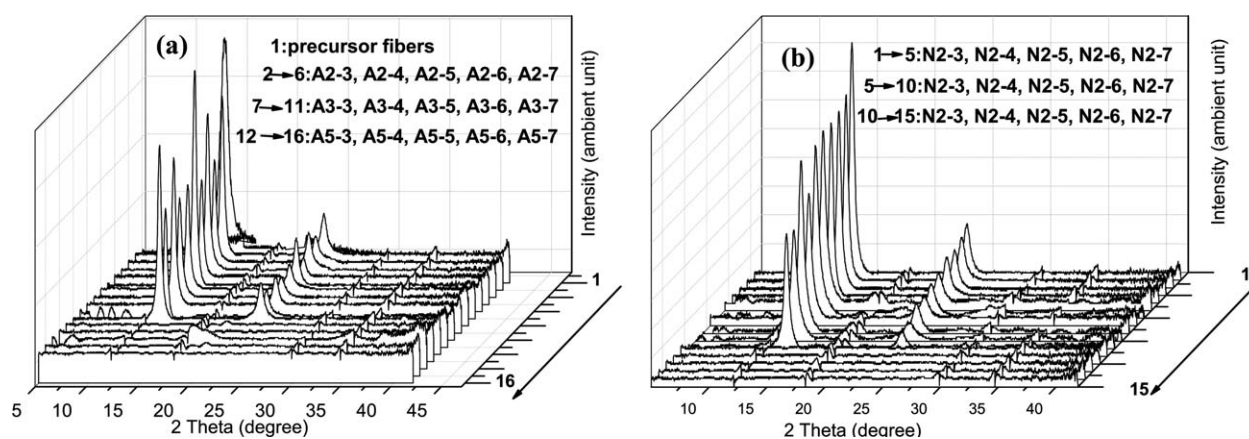 (a)
1:precursor fibers
2→6:A2-3, A2-4, A2-5, A2-6, A2-7
7→11:A3-3, A3-4, A3-5, A3-6, A3-7
12→16:A5-3, A5-4, A5-5, A5-6, A5-7
Intensity (ambient unit)
1
16
5 10 15 20 25 30 35 40 45
2 Theta (degree)
(b)
1→5:N2-3, N2-4, N2-5, N2-6, N2-7
5→10:N2-3, N2-4, N2-5, N2-6, N2-7
10→15:N2-3, N2-4, N2-5, N2-6, N2-7
Intensity (ambient unit)
1
15
10 15 20 25 30 35 40
2 Theta (degree)